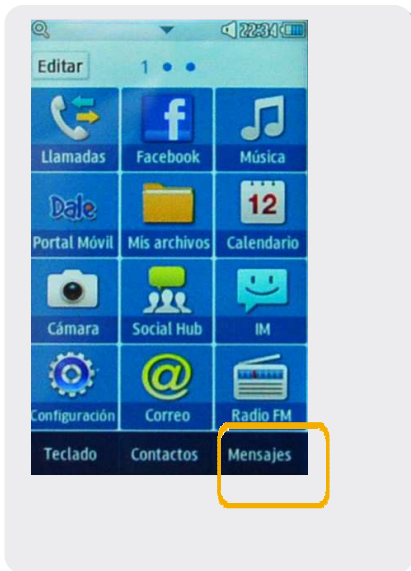 22:34
Editar
1
Llamadas
Facebook
Música
Dale
Portal Móvil
Mis archivos
12
Calendario
Cámara
Social Hub
IM
Configuración
Correo
Radio FM
Teclado
Contactos
Mensajes